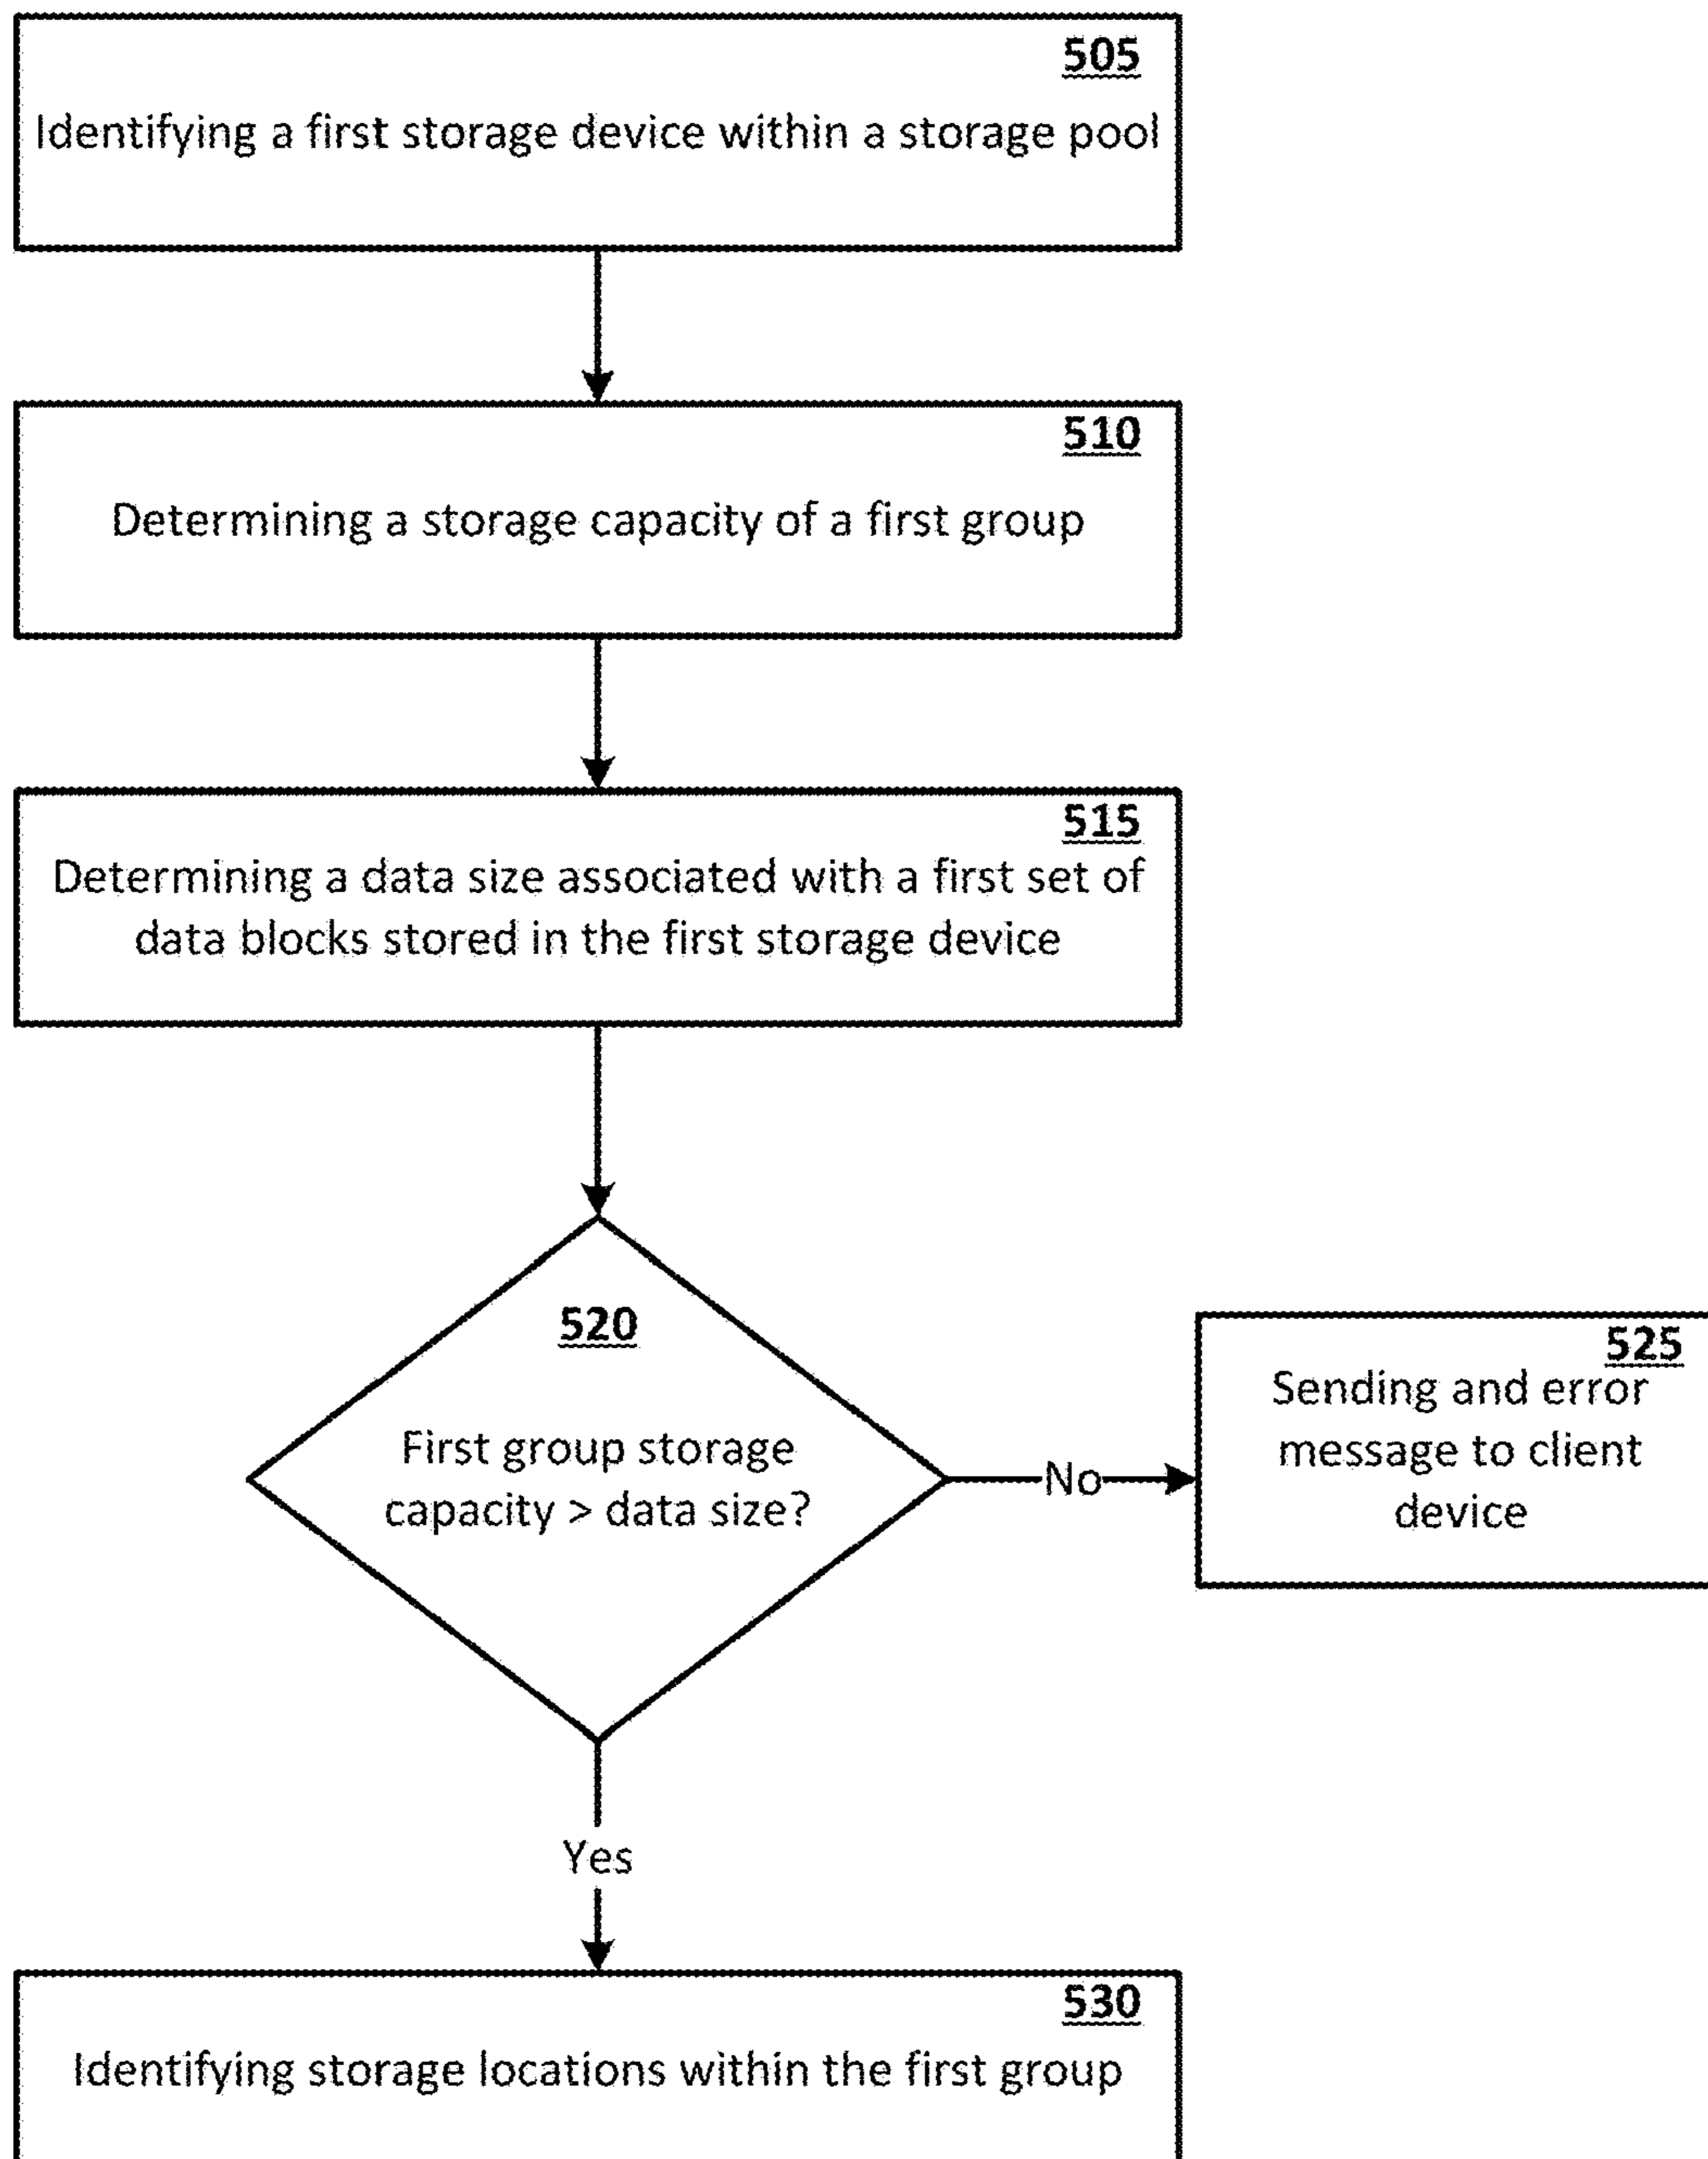 505
Identifying a first storage device within a storage pool
510
Determining a storage capacity of a first group
515
Determining a data size associated with a first set of
data blocks stored in the first storage device
520
First group storage
capacity > data size?
No
525
Sending and error
message to client
device
Yes
530
Identifying storage locations within the first group